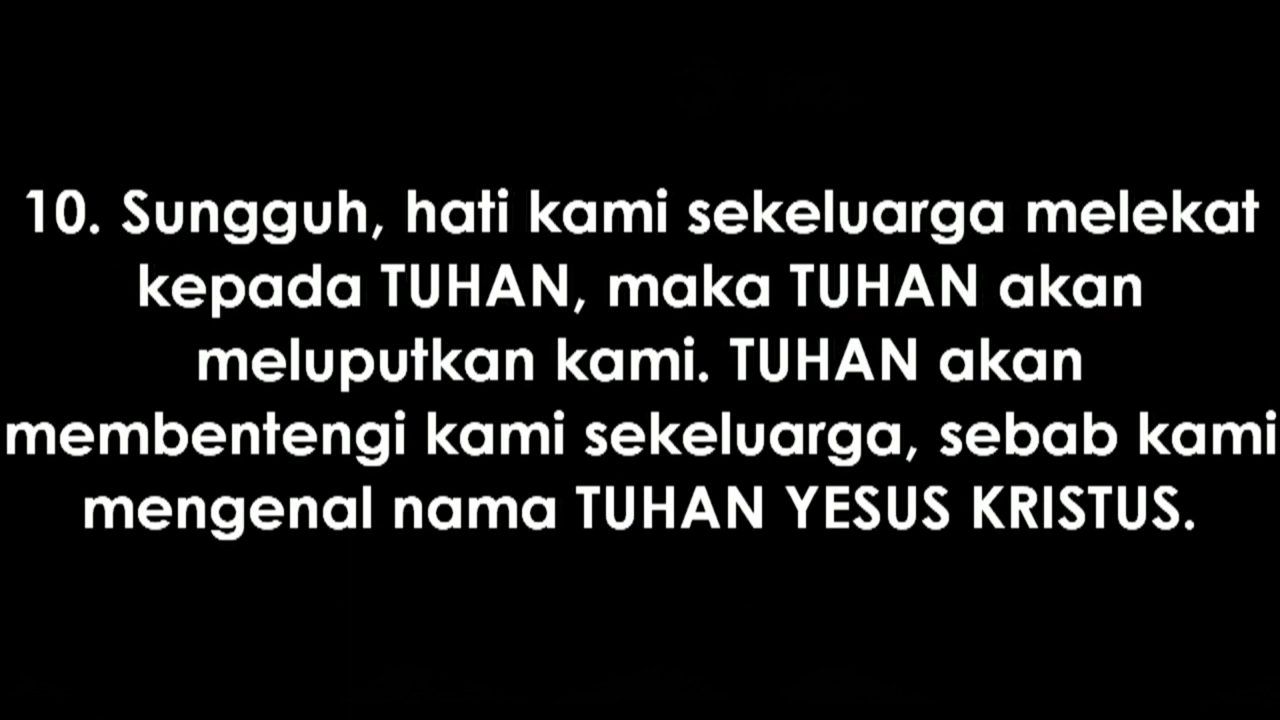 10. Sungguh, hati kami sekeluarga melekat
kepada TUHAN, maka TUHAN akan
meluputkan kami. TUHAN akan
membentengi kami sekeluarga, sebab kami
mengenal nama TUHAN YESUS KRISTUS.